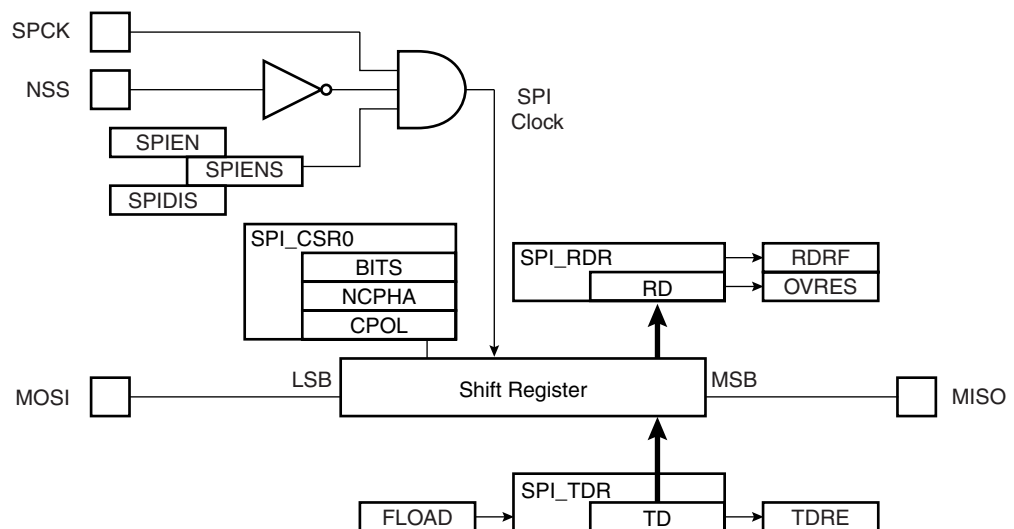 SPCK
NSS
SPI
Clock
SPIEN
SPIENS
SPIDIS
SPI_CSR0
BITS
NCPHA
CPOL
SPI_RDR
RD
RDRF
OVRES
MOSI
LSB
Shift Register
MSB
MISO
SPI_TDR
FLOAD
TD
TDRE